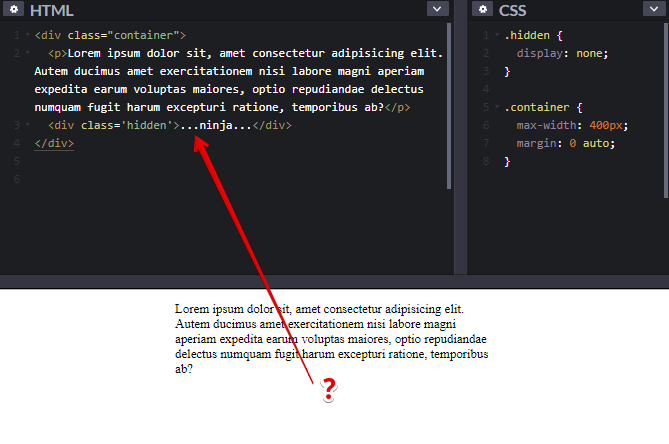 HTML
1 <div class="container">
2 <p>Lorem ipsum dolor sit, amet consectetur adipisicing elit.
Autem ducimus amet exercitationem nisi labore magni aperiam
expedita earum voluptas maiores, optio repudiandae delectus
numquam fugit harum excepturi ratione, temporibus ab?</p>
3 <div class='hidden'>...ninja...</div>
4 </div>
5
6
CSS
1 .hidden {
2 display: none;
3 }
4
5 .container {
6 max-width: 400px;
7 margin: 0 auto;
8 }
Lorem ipsum dolor sit, amet consectetur adipisicing elit.
Autem ducimus amet exercitationem nisi labore magni
aperiam expedita earum voluptas maiores, optio repudiandae
delectus numquam fugit harum excepturi ratione, temporibus
ab?
?